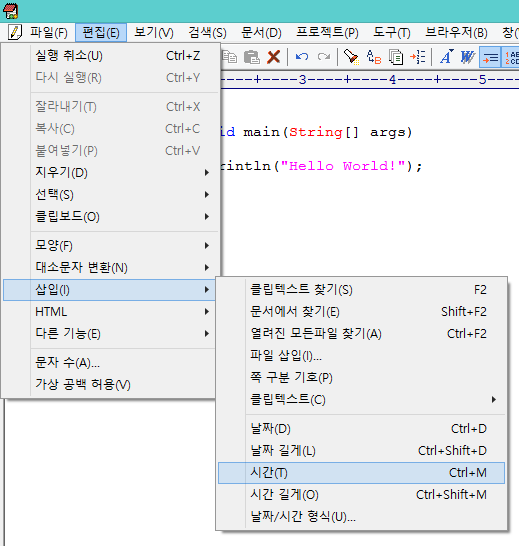 파일(F) 편집(E) 보기(V) 검색(S) 문서(D) 프로젝트(P) 도구(T) 브라우저(B)
실행 취소(U) Ctrl+Z
다시 실행(R) Ctrl+Y
----+----3----+----4----+----5
잘라내기(T) Ctrl+X
복사(C) Ctrl+C
main(String[] args)
붙여넣기(P) Ctrl+V
지우기(D)
("Hello World!");
선택(S)
클립보드(O)
모양(F)
대소문자 변환(N)
삽입(I)
HTML
다른 기능(E)
문자 수(A)...
가상 공백 허용(V)
클립텍스트 찾기(S) F2
문서에서 찾기(E) Shift+F2
열려진 모든파일 찾기(A) Ctrl+F2
파일 삽입(I)...
쪽 구분 기호(P)
클립텍스트(C)
날짜(D) Ctrl+D
날짜 길게(L) Ctrl+Shift+D
시간(T) Ctrl+M
시간 길게(O) Ctrl+Shift+M
날짜/시간 형식(U)...